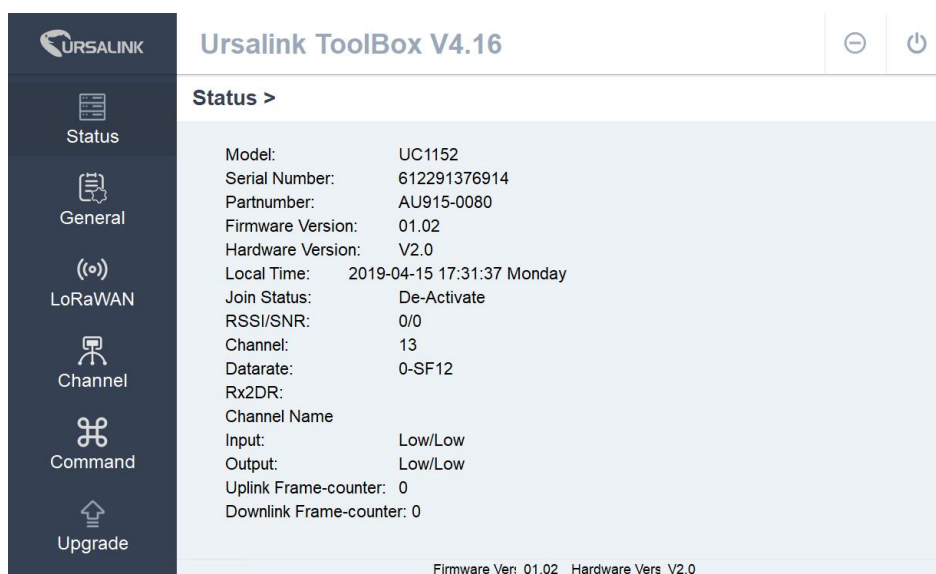 URSALINK
Ursalink ToolBox V4.16
Status >
Status
General
LoRaWAN
Channel
Command
Upgrade
Model: UC1152
Serial Number: 612291376914
Partnumber: AU915-0080
Firmware Version: 01.02
Hardware Version: V2.0
Local Time: 2019-04-15 17:31:37 Monday
Join Status: De-Activate
RSSI/SNR: 0/0
Channel: 13
Datarate: 0-SF12
Rx2DR:
Channel Name
Input: Low/Low
Output: Low/Low
Uplink Frame-counter: 0
Downlink Frame-counter: 0
Firmware Ver: 01.02 Hardware Vers V2.0